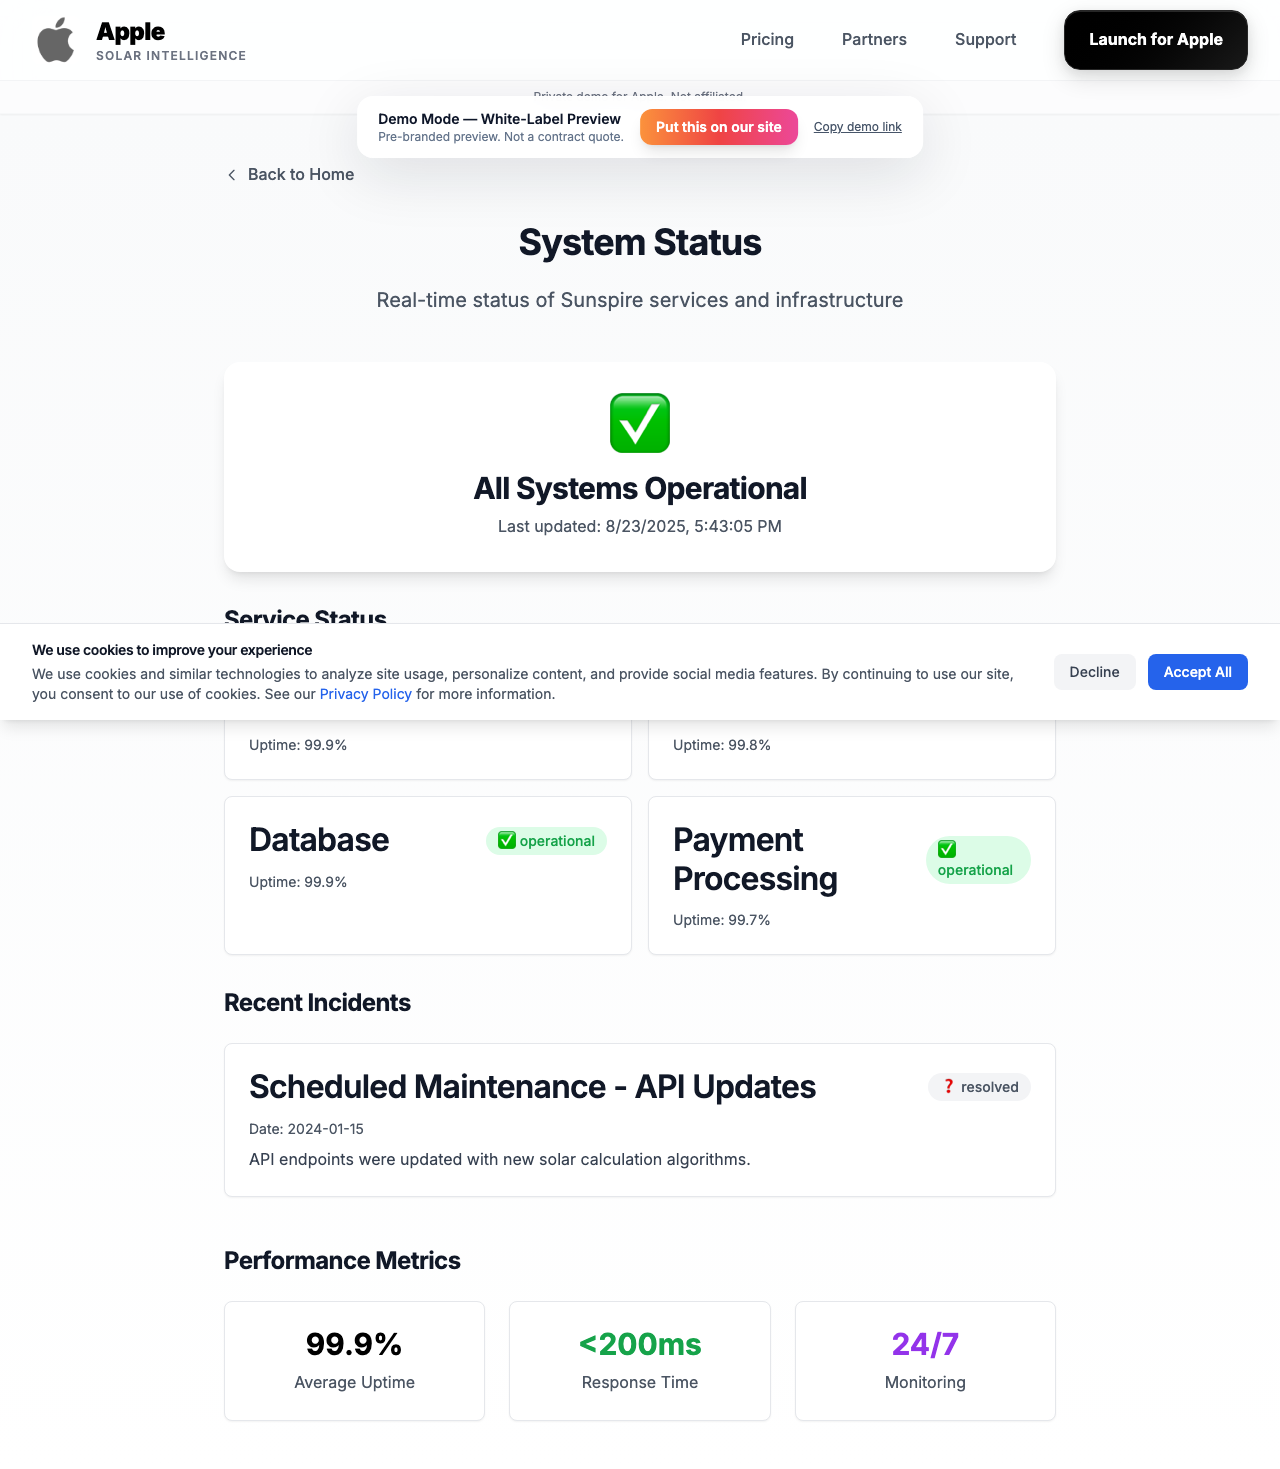 Apple
SOLAR INTELLIGENCE
Pricing
Partners
Support
Launch for Apple
Private demo for Apple. Not affiliated
Demo Mode — White-Label Preview
Pre-branded preview. Not a contract quote.
Put this on our site
Copy demo link
Back to Home
System Status
Real-time status of Sunspire services and infrastructure
All Systems Operational
Last updated: 8/23/2025, 5:43:05 PM
Service Status
We use cookies to improve your experience
We use cookies and similar technologies to analyze site usage, personalize content, and provide social media features. By continuing to use our site,
you consent to our use of cookies. See our Privacy Policy for more information.
Decline
Accept All
Uptime: 99.9%
Uptime: 99.8%
Database
✅ operational
Uptime: 99.9%
Payment
Processing
✅
operational
Uptime: 99.7%
Recent Incidents
Scheduled Maintenance - API Updates
❓ resolved
Date: 2024-01-15
API endpoints were updated with new solar calculation algorithms.
Performance Metrics
99.9%
Average Uptime
<200ms
Response Time
24/7
Monitoring